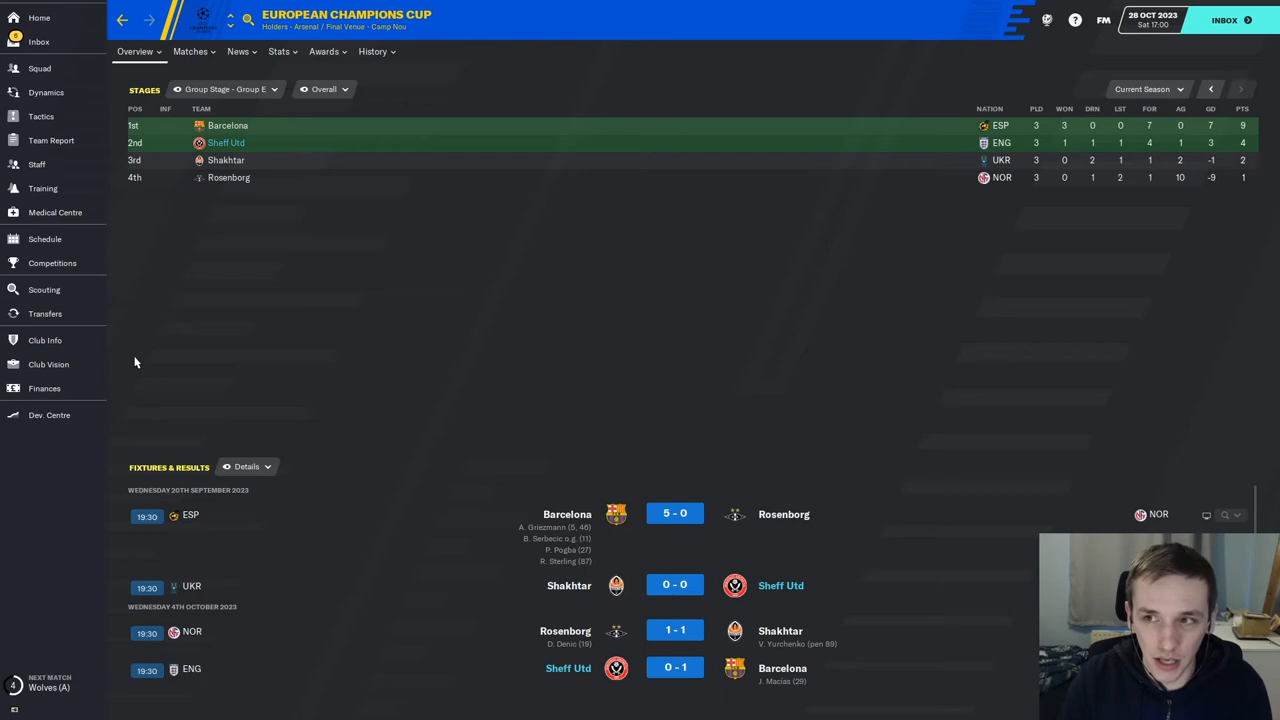 Home
6
Inbox
Squad
Dynamics
Tactics
Team Report
Staff
Training
Medical Centre
Schedule
Competitions
Scouting
Transfers
Club Info
Club Vision
Finances
Dev. Centre
4
NEXT MATCH
Wolves (A)
EUROPEAN CHAMPIONS CUP
Holders - Arsenal / Final Venue - Camp Nou
? FM 28 OCT 2023
Sat 17:00
INBOX
Overview Matches News Stats Awards History
STAGES Group Stage - Group E Overall Current Season
POS INF TEAM NATION PLD WON DRN LST FOR AG GD PTS
1st Barcelona ESP 3 3 0 0 7 0 7 9
2nd Sheff Utd ENG 3 1 1 1 4 1 3 4
3rd Shakhtar UKR 3 0 2 1 1 2 -1 2
4th Rosenborg NOR 3 0 1 2 1 10 -9 1
FIXTURES & RESULTS Details
WEDNESDAY 20TH SEPTEMBER 2023
19:30 ESP Barcelona 5 - 0 Rosenborg NOR
A. Griezmann (5, 46)
B. Serbecic o.g. (11)
P. Pogba (27)
R. Sterling (87)
19:30 UKR Shakhtar 0 - 0 Sheff Utd
WEDNESDAY 4TH OCTOBER 2023
19:30 NOR Rosenborg 1 - 1 Shakhtar
D. Denic (19) V. Yurchenko (pen 89)
19:30 ENG Sheff Utd 0 - 1 Barcelona
J. Macías (29)